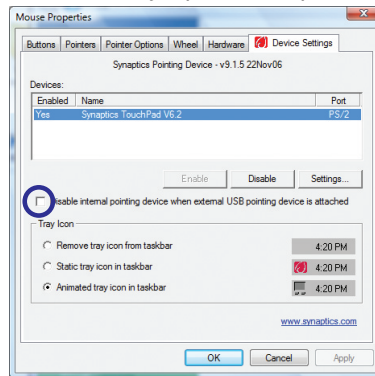 Mouse Properties
Buttons Pointers Pointer Options Wheel Hardware Device Settings
Synaptics Pointing Device - v9.1.5 22Nov06
Devices:
Enabled Name Port
Yes Synaptics TouchPad V6.2 PS/2
Enable Disable Settings...
isable internal pointing device when external USB pointing device is attached
Tray Icon
Remove tray icon from taskbar 4:20 PM
Static tray icon in taskbar 4:20 PM
Animated tray icon in taskbar 4:20 PM
www.synaptics.com
OK Cancel Apply